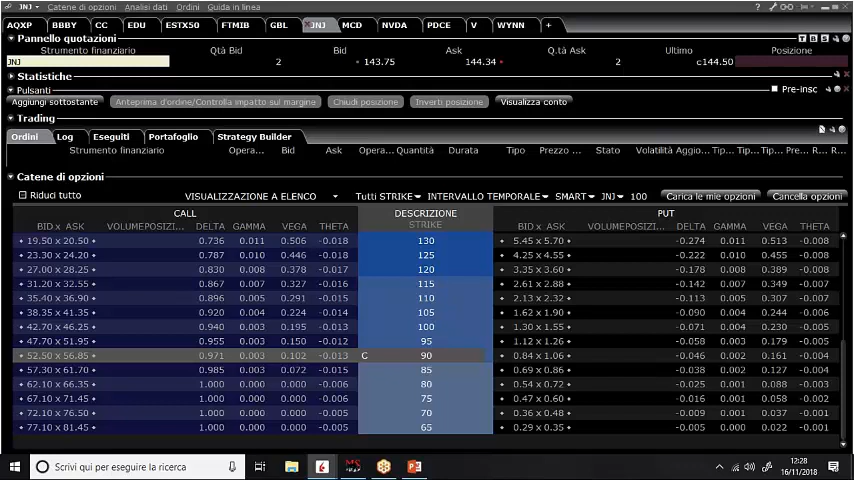 JNJ Catene di opzioni Analisi dati Ordini Guida in linea
AQXP BBBY CC EDU ESTX50 FTMIB GBL JNJ MCD NVDA PDCE V WYNN +
Pannello quotazioni T B S
Strumento finanziario Qtà Bid Bid Ask Q.tà Ask Ultimo Posizione
JNJ 2 143.75 144.34 2 c144.50
Statistiche
Pulsanti Pre-insc
Aggiungi sottostante Anteprima d'ordine/Controlla impatto sul margine Chiudi posizione Inverti posizione Visualizza conto
Trading
Ordini Log Eseguiti Portafoglio Strategy Builder
Strumento finanziario Opera... Bid Ask Opera... Quantità Durata Tipo Prezzo ... Stato Volatilità Aggio... Tip... Tip... Pre... R... R...
Catene di opzioni
Riduci tutto VISUALIZZAZIONE A ELENCO Tutti STRIKE INTERVALLO TEMPORALE SMART JNJ 100 Carica le mie opzioni Cancella opzioni
CALL DESCRIZIONE PUT
BID x ASK VOLUME POSIZI... DELTA GAMMA VEGA THETA STRIKE BID x ASK VOLUME POSIZI... DELTA GAMMA VEGA THETA
19.50 x 20.50 0.736 0.011 0.506 -0.018 130 5.45 x 5.70 -0.274 0.011 0.513 -0.008
23.30 x 24.20 0.787 0.010 0.446 -0.018 125 4.25 x 4.55 -0.222 0.010 0.455 -0.008
27.00 x 28.25 0.830 0.008 0.378 -0.017 120 3.35 x 3.60 -0.178 0.008 0.389 -0.008
31.20 x 32.55 0.867 0.007 0.327 -0.016 115 2.61 x 2.88 -0.142 0.007 0.349 -0.007
35.40 x 36.90 0.896 0.005 0.291 -0.015 110 2.13 x 2.32 -0.113 0.005 0.307 -0.007
38.35 x 41.35 0.920 0.004 0.224 -0.014 105 1.62 x 1.90 -0.090 0.004 0.244 -0.006
42.70 x 46.25 0.940 0.003 0.195 -0.013 100 1.30 x 1.55 -0.071 0.004 0.230 -0.005
47.70 x 51.95 0.955 0.003 0.150 -0.012 95 1.12 x 1.26 -0.058 0.003 0.179 -0.005
52.50 x 56.85 0.971 0.003 0.102 -0.013 C 90 0.84 x 1.06 -0.046 0.002 0.161 -0.004
57.30 x 61.70 0.985 0.003 0.072 -0.015 85 0.69 x 0.86 -0.038 0.002 0.127 -0.004
62.10 x 66.35 1.000 0.000 0.000 -0.006 80 0.54 x 0.72 -0.025 0.001 0.088 -0.003
67.10 x 71.45 1.000 0.000 0.000 -0.006 75 0.47 x 0.60 -0.016 0.001 0.058 -0.002
72.10 x 76.50 1.000 0.000 0.000 -0.005 70 0.36 x 0.48 -0.009 0.001 0.037 -0.001
77.10 x 81.45 1.000 0.000 0.000 -0.005 65 0.29 x 0.35 -0.005 0.000 0.022 -0.001
Scrivi qui per eseguire la ricerca 12:28
16/11/2018